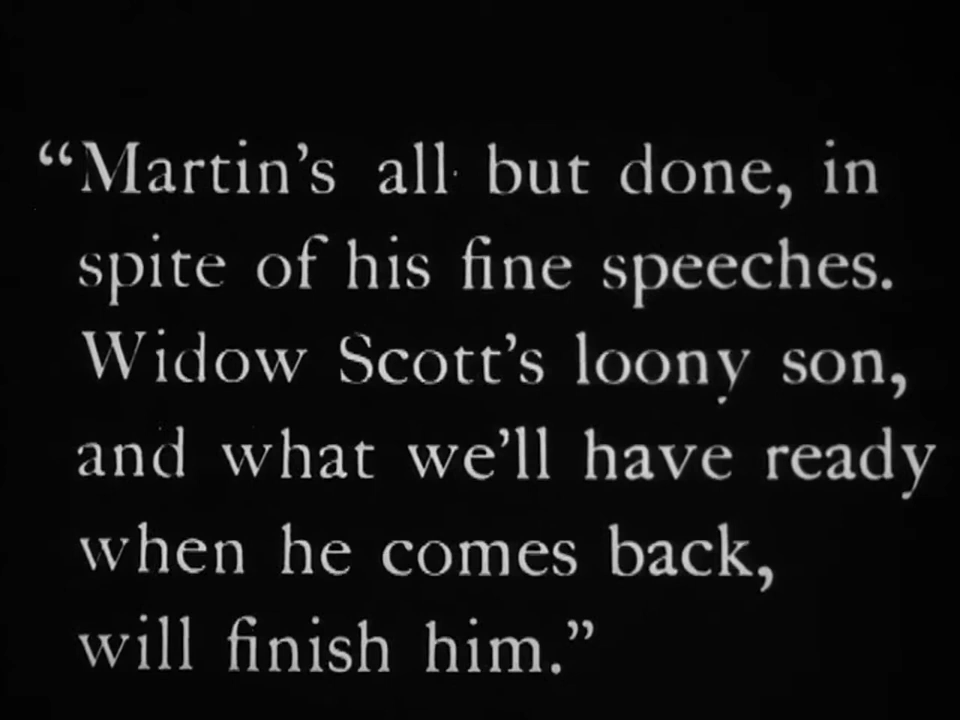 “Martin’s all but done, in
spite of his fine speeches.
Widow Scott’s loony son,
and what we’ll have ready
when he comes back,
will finish him.”